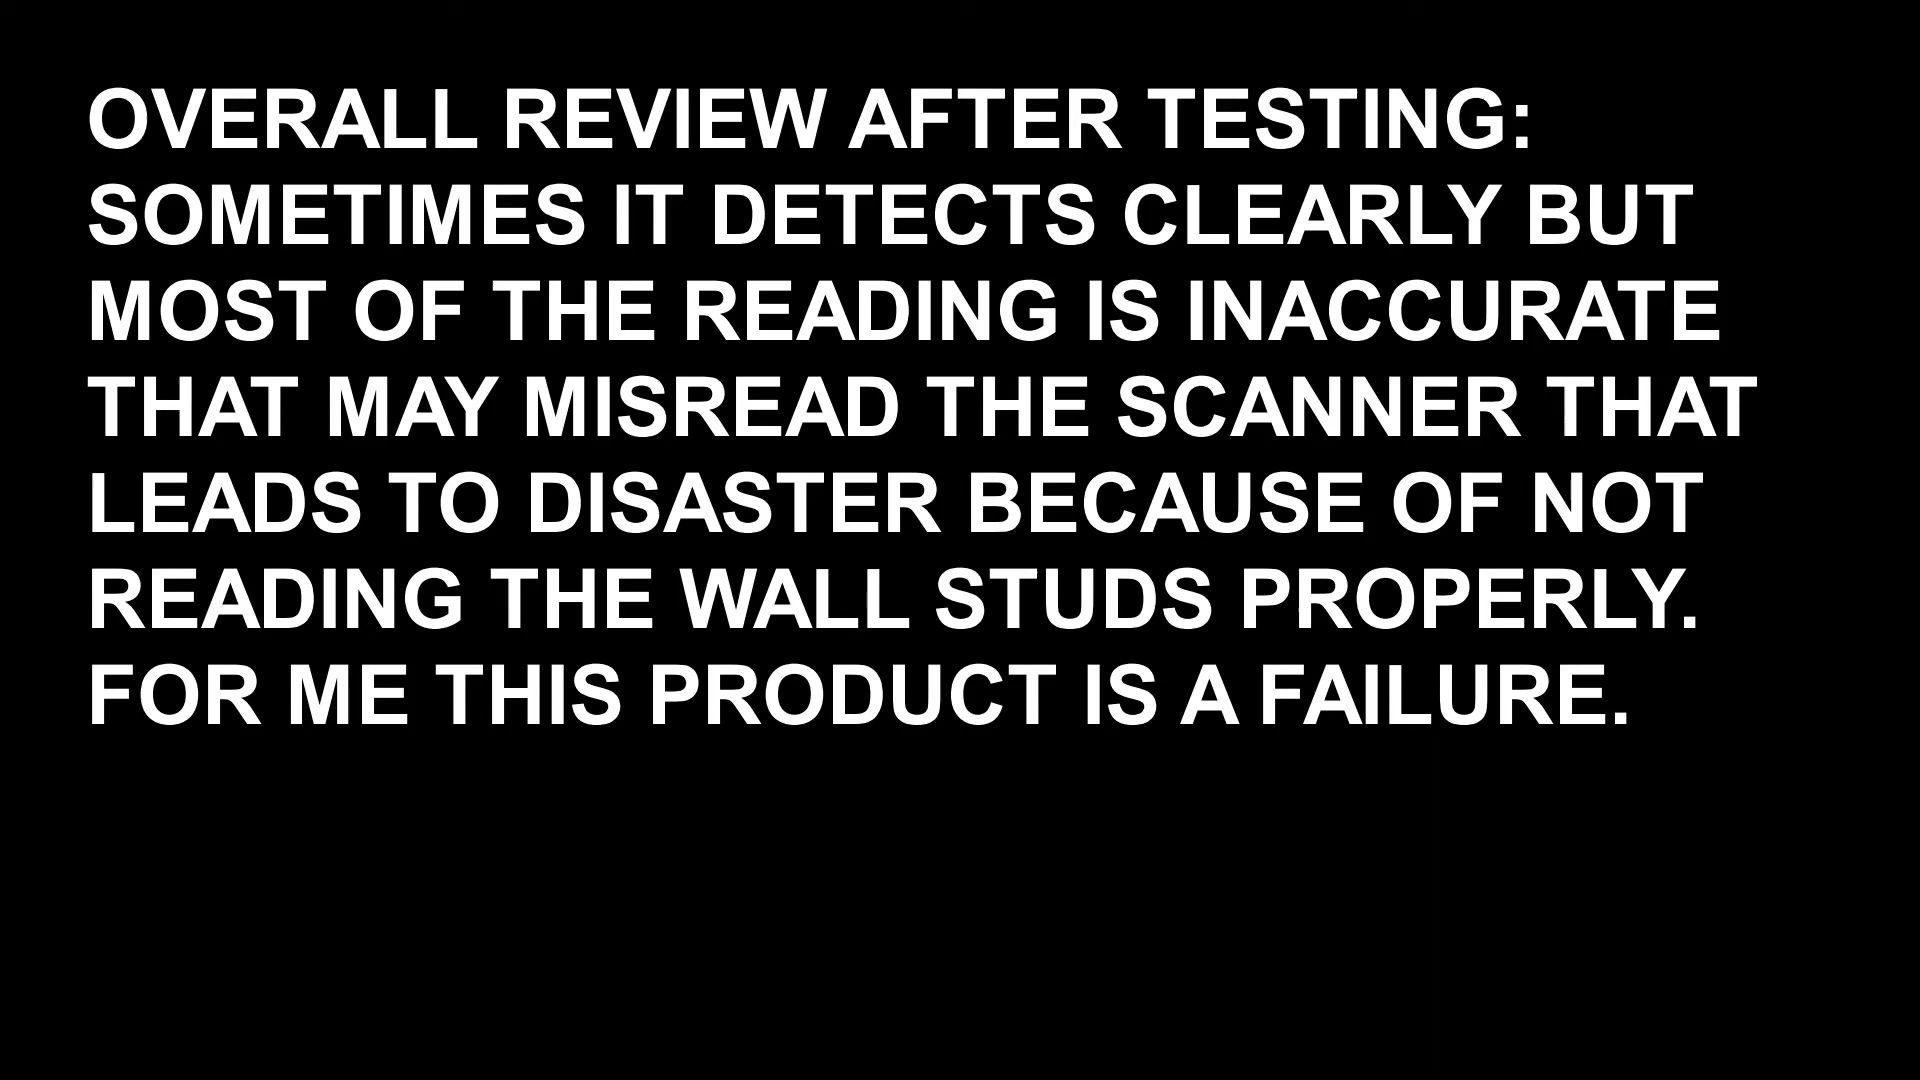 OVERALL REVIEW AFTER TESTING:
SOMETIMES IT DETECTS CLEARLY BUT
MOST OF THE READING IS INACCURATE
THAT MAY MISREAD THE SCANNER THAT
LEADS TO DISASTER BECAUSE OF NOT
READING THE WALL STUDS PROPERLY.
FOR ME THIS PRODUCT IS A FAILURE.